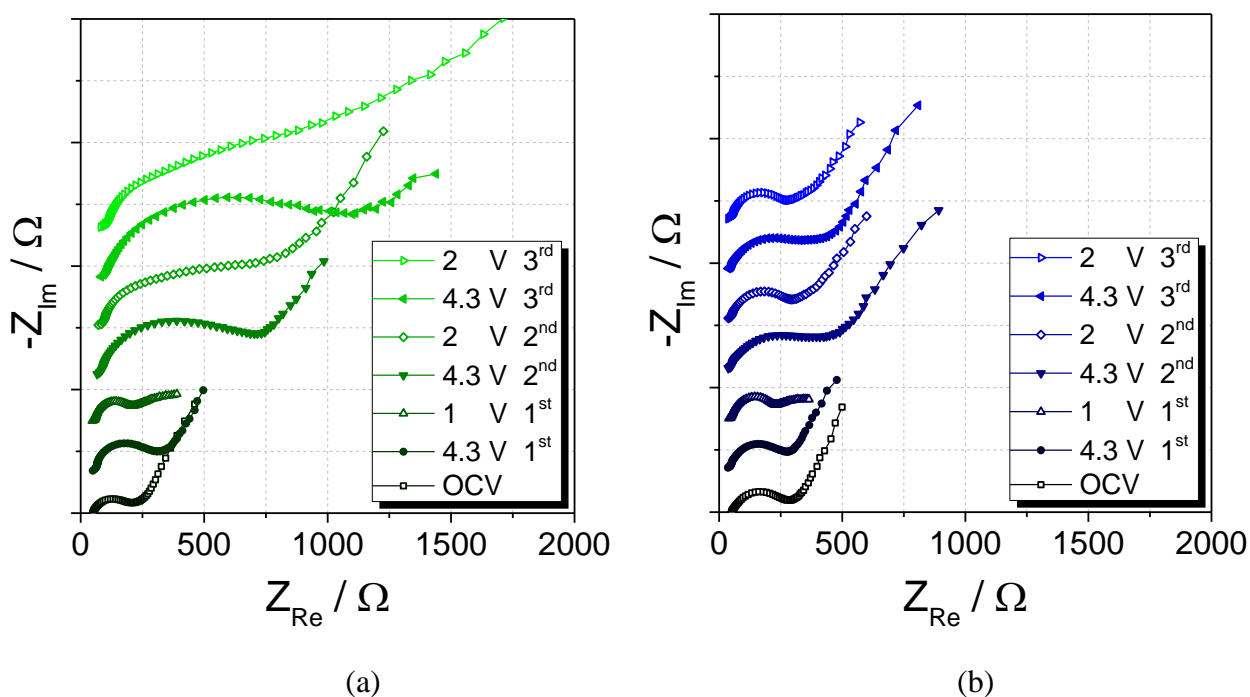 -Z_Im / Ω
2 V 3rd
4.3 V 3rd
2 V 2nd
4.3 V 2nd
1 V 1st
4.3 V 1st
OCV
0 500 1000 1500 2000
Z_Re / Ω
(a)
-Z_Im / Ω
2 V 3rd
4.3 V 3rd
2 V 2nd
4.3 V 2nd
1 V 1st
4.3 V 1st
OCV
0 500 1000 1500 2000
Z_Re / Ω
(b)